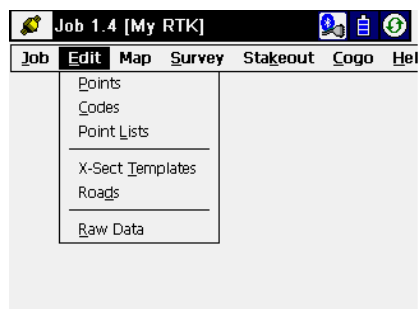 Job 1.4 [My RTK]
Job Edit Map Survey Stakeout Cogo Hel
Points
Codes
Point Lists
X-Sect Templates
Roads
Raw Data